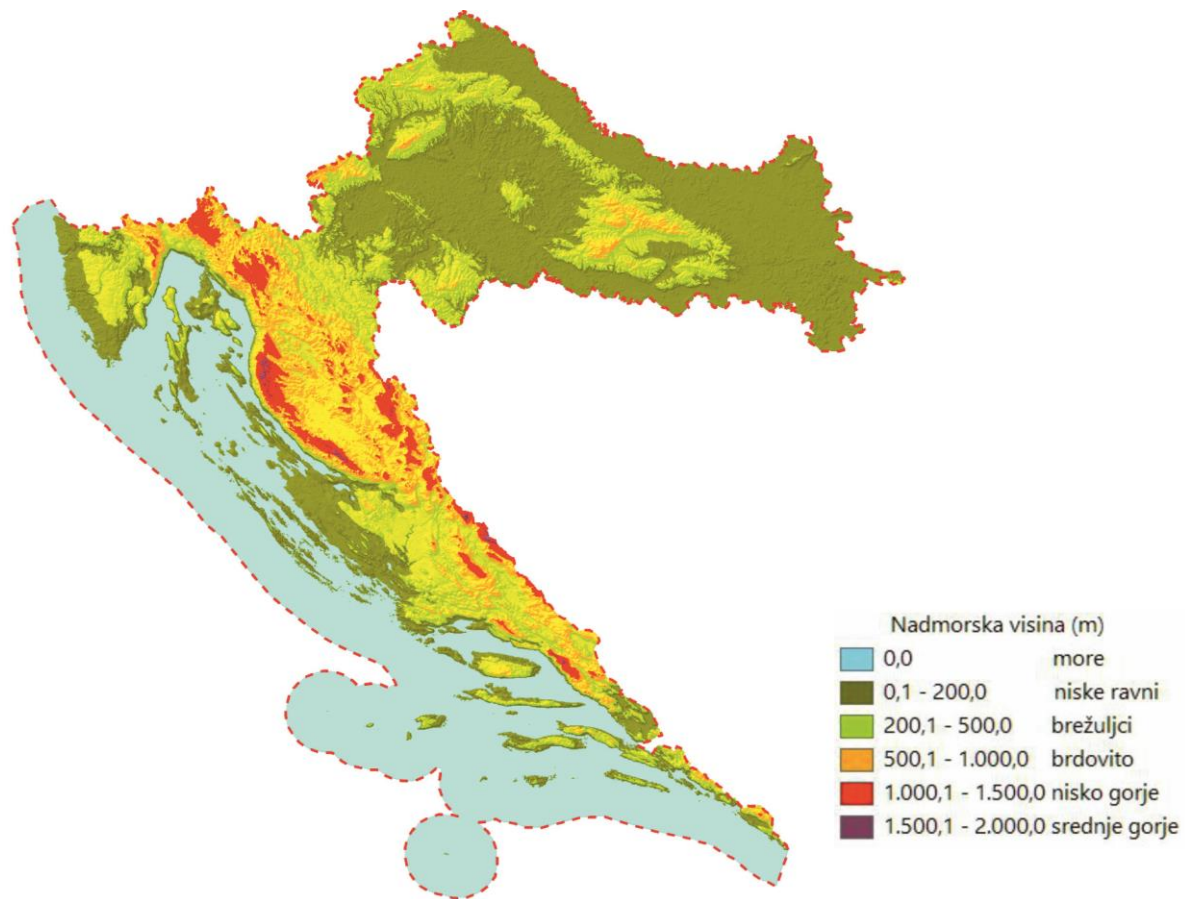 Nadmorska visina (m)
0,0 more
0,1 - 200,0 niske ravni
200,1 - 500,0 brežuljci
500,1 - 1.000,0 brdovito
1.000,1 - 1.500,0 nisko gorje
1.500,1 - 2.000,0 srednje gorje